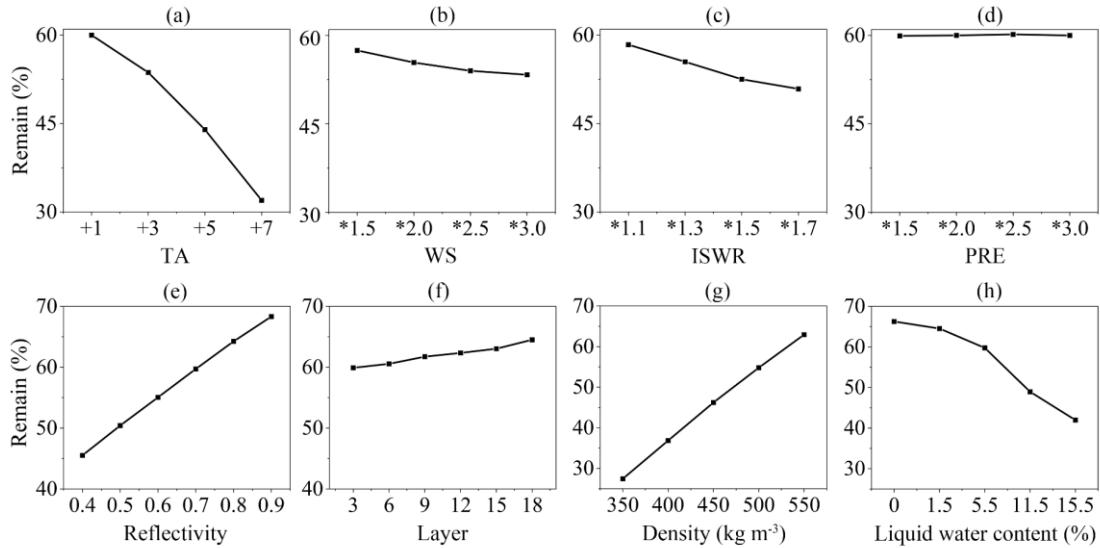 (a) (b) (c) (d)
60 60 60 60
Remain (%)
45 45 45 45
30 30 30 30
+1 +3 +5 +7 *1.5 *2.0 *2.5 *3.0 *1.1 *1.3 *1.5 *1.7 *1.5 *2.0 *2.5 *3.0
TA WS ISWR PRE
(e) (f) (g) (h)
70 70 70 70
60 60 60 60
Remain (%)
50 50 50 50
40 40
30 30
40 40
0.4 0.5 0.6 0.7 0.8 0.9 3 6 9 12 15 18 350 400 450 500 550 0 1.5 5.5 11.5 15.5
Reflectivity Layer Density (kg m⁻³) Liquid water content (%)